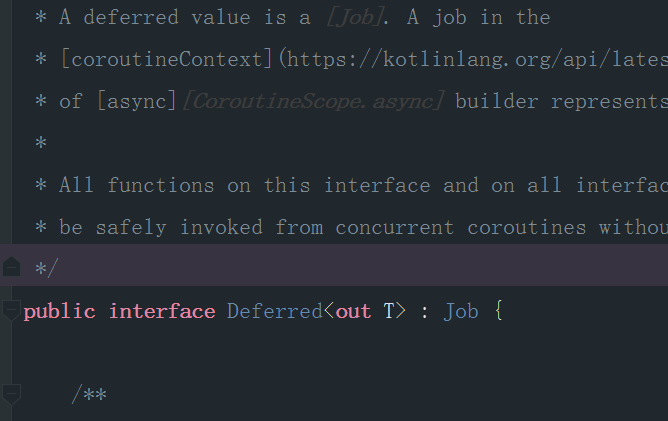 * A deferred value is a [Job]. A job in the
* [coroutineContext](https://kotlinlang.org/api/lates
* of [async][CoroutineScope.async] builder represents
*
* All functions on this interface and on all interfac
* be safely invoked from concurrent coroutines withou
*/
public interface Deferred<out T> : Job {
/**